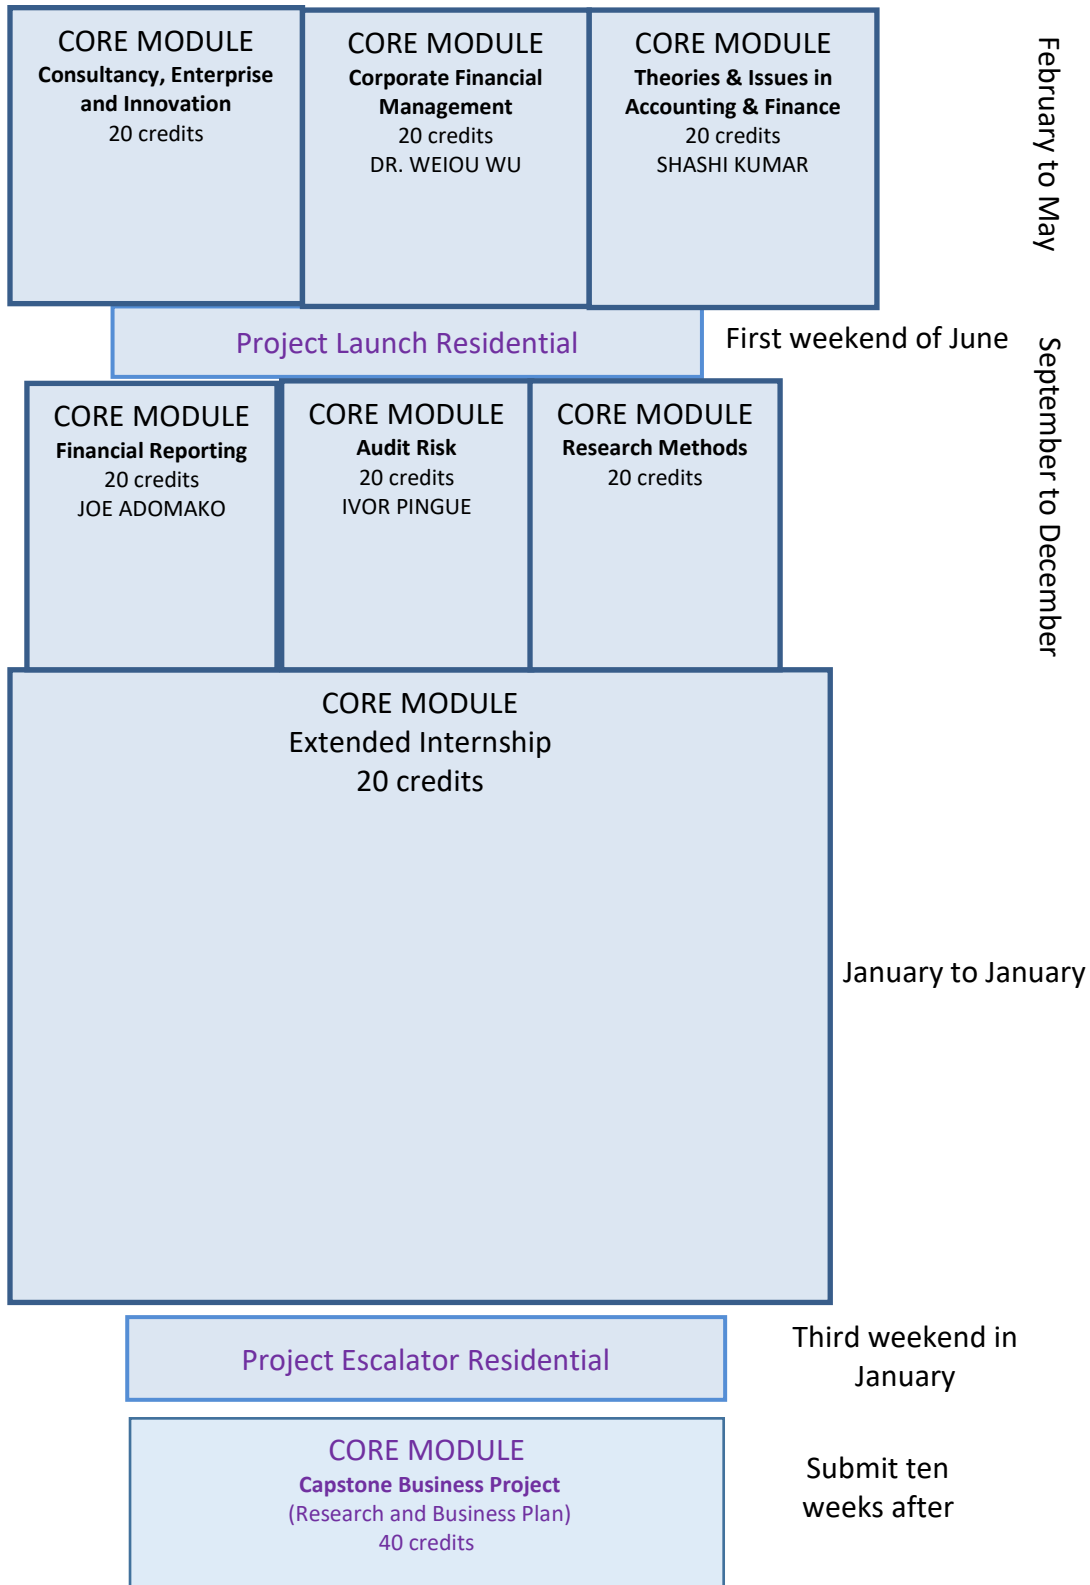 CORE MODULE
Consultancy, Enterprise
and Innovation
20 credits
CORE MODULE
Corporate Financial
Management
20 credits
DR. WEIOU WU
CORE MODULE
Theories & Issues in
Accounting & Finance
20 credits
SHASHI KUMAR
February to May
Project Launch Residential
First weekend of June
CORE MODULE
Financial Reporting
20 credits
JOE ADOMAKO
CORE MODULE
Audit Risk
20 credits
IVOR PINGUE
CORE MODULE
Research Methods
20 credits
September to December
CORE MODULE
Extended Internship
20 credits
January to January
Project Escalator Residential
Third weekend in
January
CORE MODULE
Capstone Business Project
(Research and Business Plan)
40 credits
Submit ten
weeks after